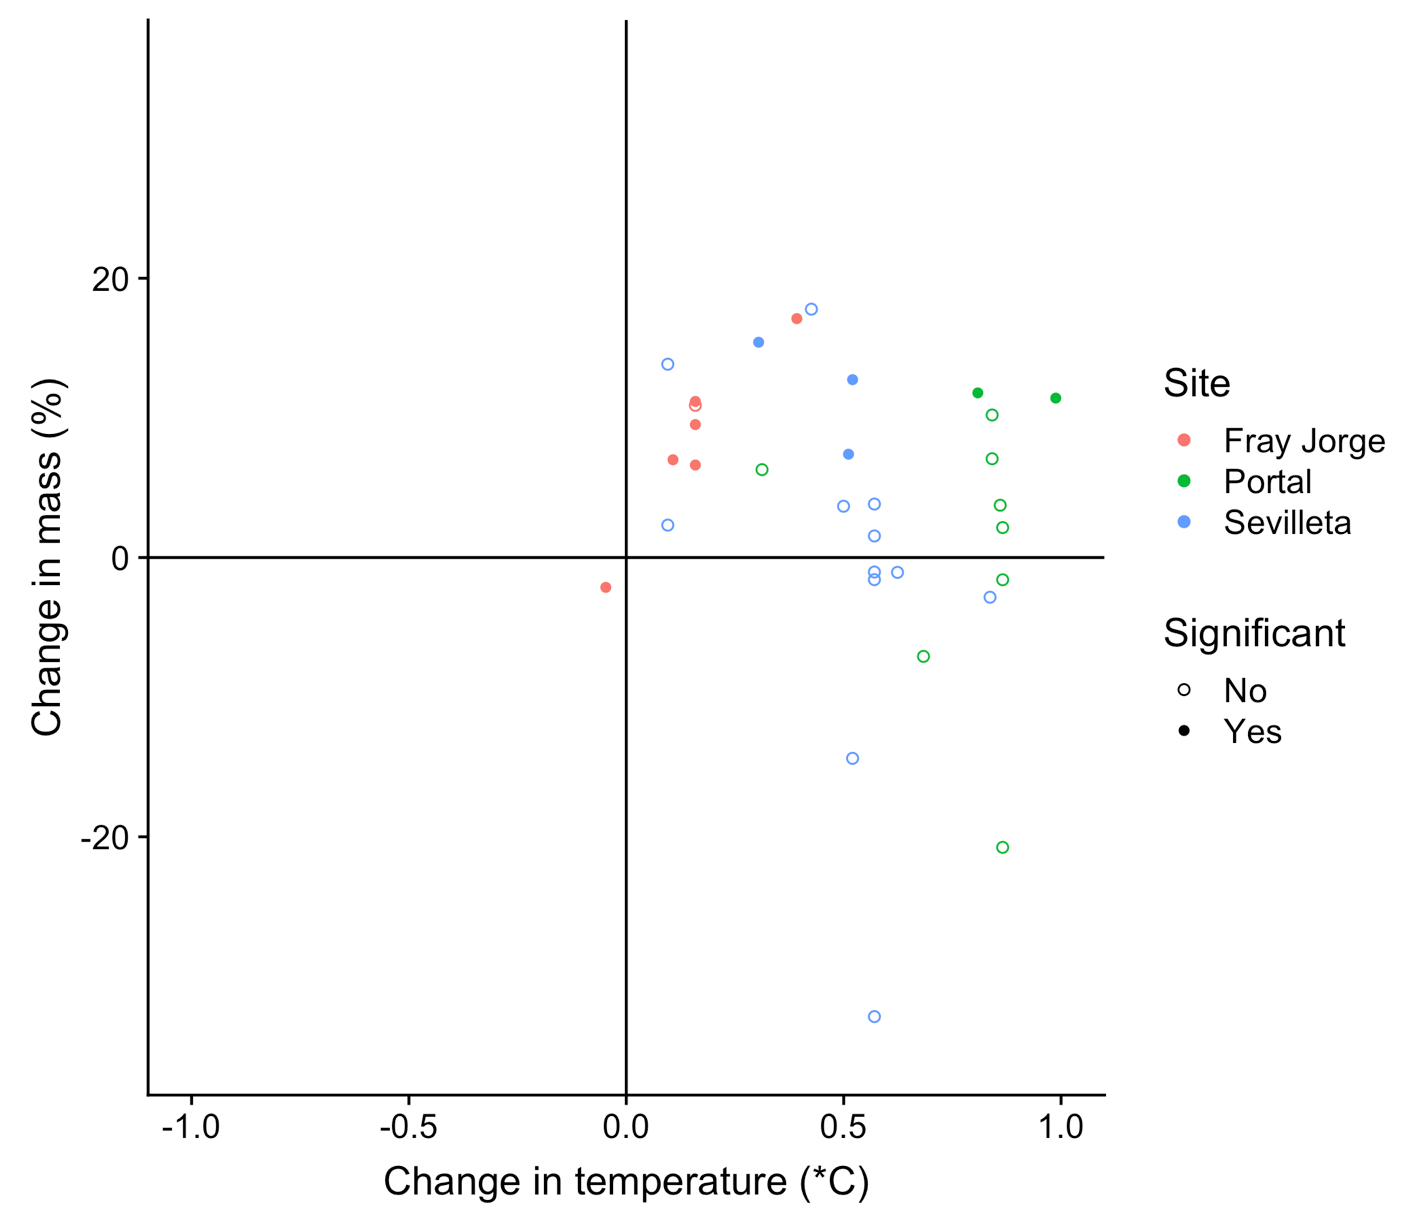 Change in mass (%)
20
0
-20
-1.0
-0.5
0.0
0.5
1.0
Change in temperature (*C)
Site
Fray Jorge
Portal
Sevilleta
Significant
No
Yes